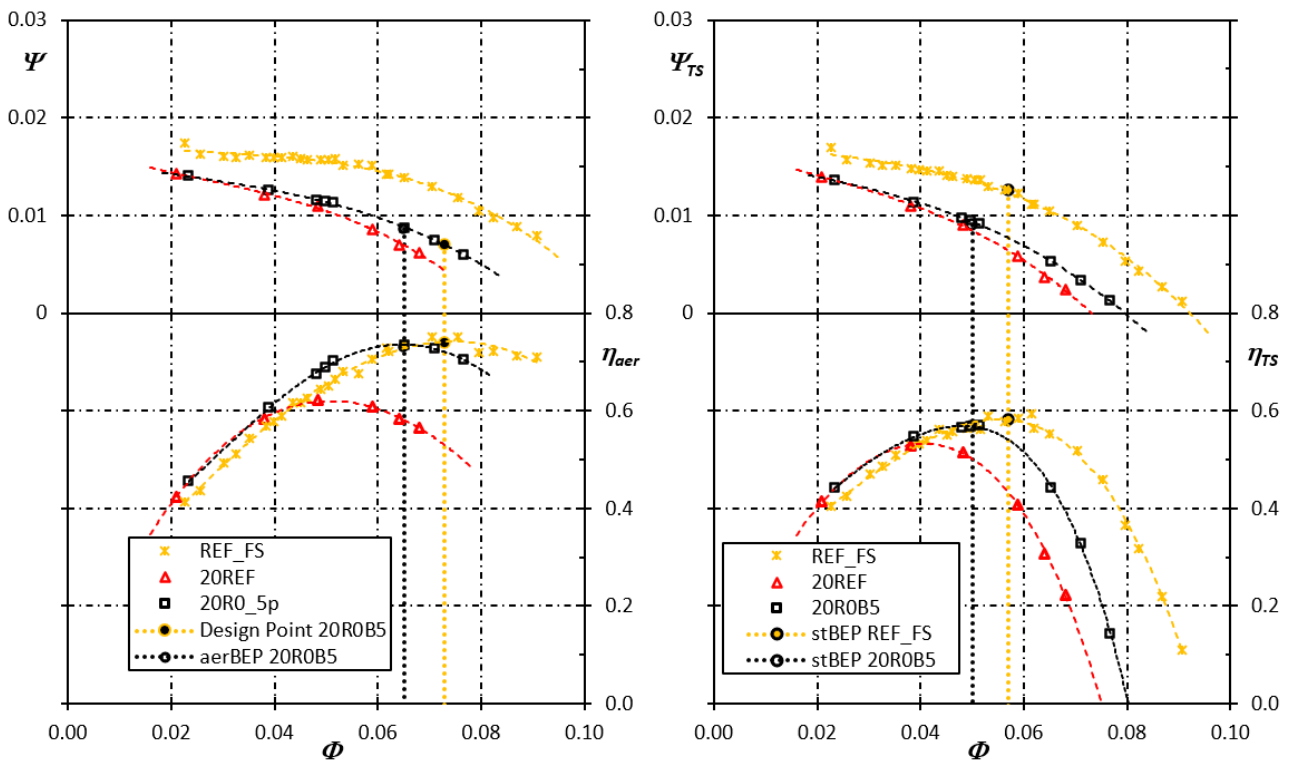 0.03
Ψ
0.02
0.01
0
0.8
η_aer
0.6
0.4
0.2
0.0
REF_FS
20REF
20R0_5p
Design Point 20R0B5
aerBEP 20R0B5
0.00 0.02 0.04 0.06 0.08 0.10
Φ
0.03
Ψ_TS
0.02
0.01
0
0.8
η_TS
0.6
0.4
0.2
0.0
REF_FS
20REF
20R0B5
stBEP REF_FS
stBEP 20R0B5
0.00 0.02 0.04 0.06 0.08 0.10
Φ